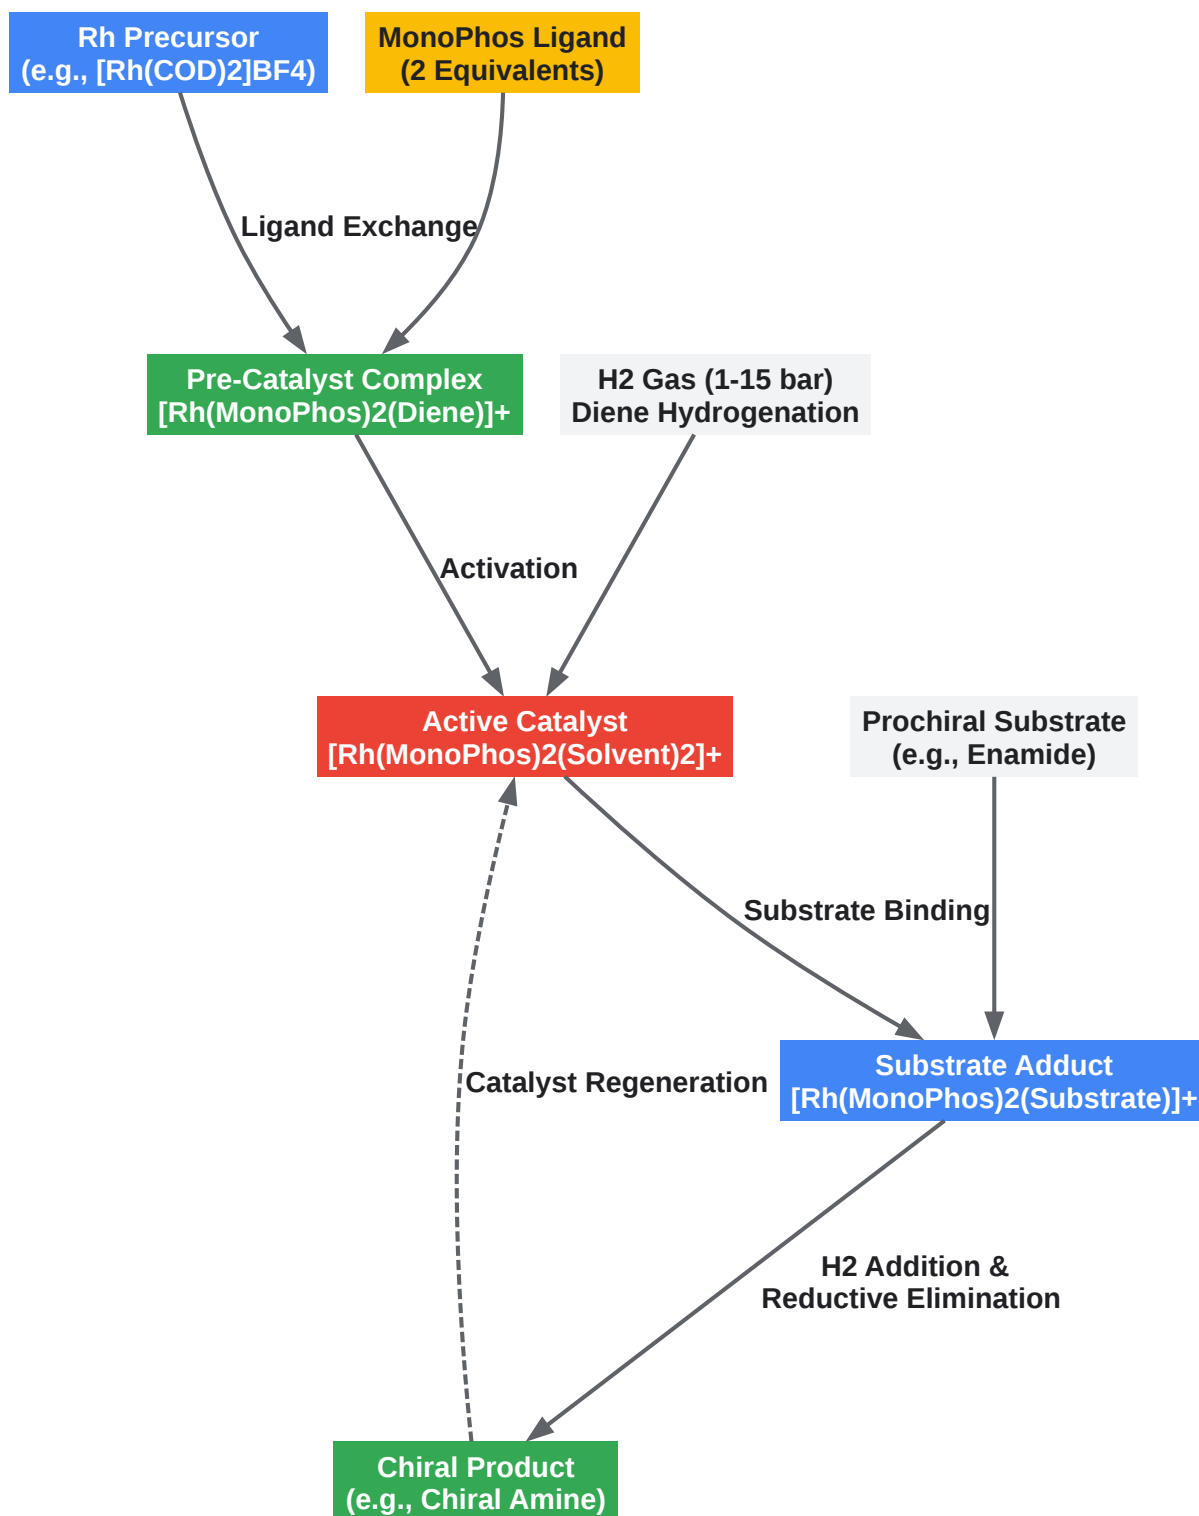 Rh Precursor
(e.g., [Rh(COD)2]BF4)
MonoPhos Ligand
(2 Equivalents)
Ligand Exchange
Pre-Catalyst Complex
[Rh(MonoPhos)2(Diene)]+
H2 Gas (1-15 bar)
Diene Hydrogenation
Activation
Active Catalyst
[Rh(MonoPhos)2(Solvent)2]+
Prochiral Substrate
(e.g., Enamide)
Substrate Binding
Substrate Adduct
[Rh(MonoPhos)2(Substrate)]+
Catalyst Regeneration
H2 Addition &
Reductive Elimination
Chiral Product
(e.g., Chiral Amine)